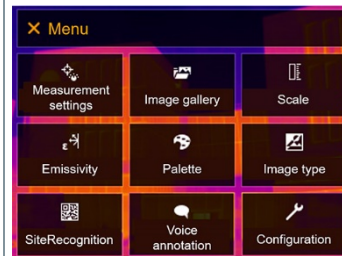 × Menu
Measurement
settings
Image gallery
Scale
ε
Emissivity
Palette
Image type
SiteRecognition
Voice
annotation
Configuration